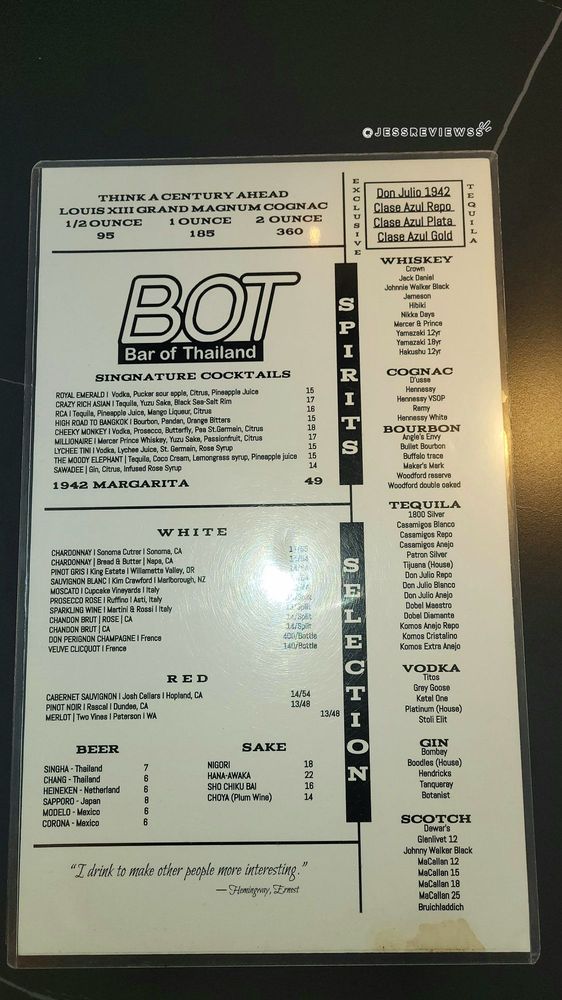 @JESSREVIEWSS
THINK A CENTURY AHEAD
LOUIS XIII GRAND MAGNUM COGNAC
1/2 OUNCE 1 OUNCE 2 OUNCE
95 185 360
BOT
Bar of Thailand
SINGNATURE COCKTAILS
ROYAL EMERALD | Vodka, Pucker sour apple, Citrus, Pineapple Juice 15
CRAZY RICH ASIAN | Tequila, Yuzu Sake, Black Sea-Salt Rim 17
RCA | Tequila, Pineapple Juice, Mango Liqueur, Citrus 16
HIGH ROAD TO BANGKOK | Bourbon, Pandan, Orange Bitters 15
CHEEKY MONKEY | Vodka, Prosecco, Butterfly, Pea St.Germain, Citrus 18
MILLIONAIRE | Mercer Prince Whiskey, Yuzu Sake, Passionfruit, Citrus 17
LYCHEE TINI | Vodka, Lychee Juice, St. Germain, Rose Syrup 17
THE MOODY ELEPHANT | Tequila, Coco Cream, Lemongrass syrup, Pineapple juice 15
SAWADEE | Gin, Citrus, Infused Rose Syrup 14
1942 MARGARITA 49
WHITE
CHARDONNAY | Sonoma Cutrer | Sonoma, CA
CHARDONNAY | Bread & Butter | Napa, CA
PINOT GRIS | King Estate | Willamette Valley, OR
SAUVIGNON BLANC | Kim Crawford | Marlborough, NZ
MOSCATO | Cupcake Vineyards | Italy
PROSECCO ROSE | Ruffino | Asti, Italy
SPARKLING WINE | Martini & Rossi | Italy
CHANDON BRUT | ROSE | CA
CHANDON BRUT | CA 14/Split
DON PERIGNON CHAMPAGNE | Frence 400/Bottle
VEUVE CLICQUOT | Frence 140/Bottle
RED
CABERNET SAUVIGNON | Josh Cellars | Hopland, CA 14/54
PINOT NOIR | Rascal | Dundee, CA 13/48
MERLOT | Two Vines | Paterson | WA 13/48
BEER
SINGHA - Thailand 7
CHANG - Thailand 6
HEINEKEN - Netherland 6
SAPPORO - Japan 8
MODELO - Mexico 6
CORONA - Mexico 6
SAKE
NIGORI 18
HANA-AWAKA 22
SHO CHIKU BAI 16
CHOYA (Plum Wine) 14
"I drink to make other people more interesting."
— Hemingway, Ernest
SPIRITS
SELECTION
EXCLUSIVE
TEQUILA
Don Julio 1942
Clase Azul Repo
Clase Azul Plata
Clase Azul Gold
WHISKEY
Crown
Jack Daniel
Johnnie Walker Black
Jameson
Hibiki
Nikka Days
Mercer & Prince
Yamazaki 12yr
Yamazaki 18yr
Hakushu 12yr
COGNAC
D'usse
Hennessy
Hennessy VSOP
Remy
Hennessy White
BOURBON
Angle's Envy
Bullet Bourbon
Buffalo trace
Maker's Mark
Woodford reserve
Woodford double oaked
TEQUILA
1800 Silver
Casamigos Blanco
Casamigos Repo
Casamigos Anejo
Patron Silver
Tijuana (House)
Don Julio Repo
Don Julio Blanco
Don Julio Anejo
Dobel Maestro
Dobel Diamante
Komos Anejo Repo
Komos Cristalino
Komos Extra Anejo
VODKA
Titos
Grey Goose
Ketel One
Platinum (House)
Stoli Elit
GIN
Bombay
Boodles (House)
Hendricks
Tanqueray
Botanist
SCOTCH
Dewar's
Glenlivet 12
Johnny Walker Black
MaCallan 12
MaCallan 15
MaCallan 18
MaCallan 25
Bruichladdich